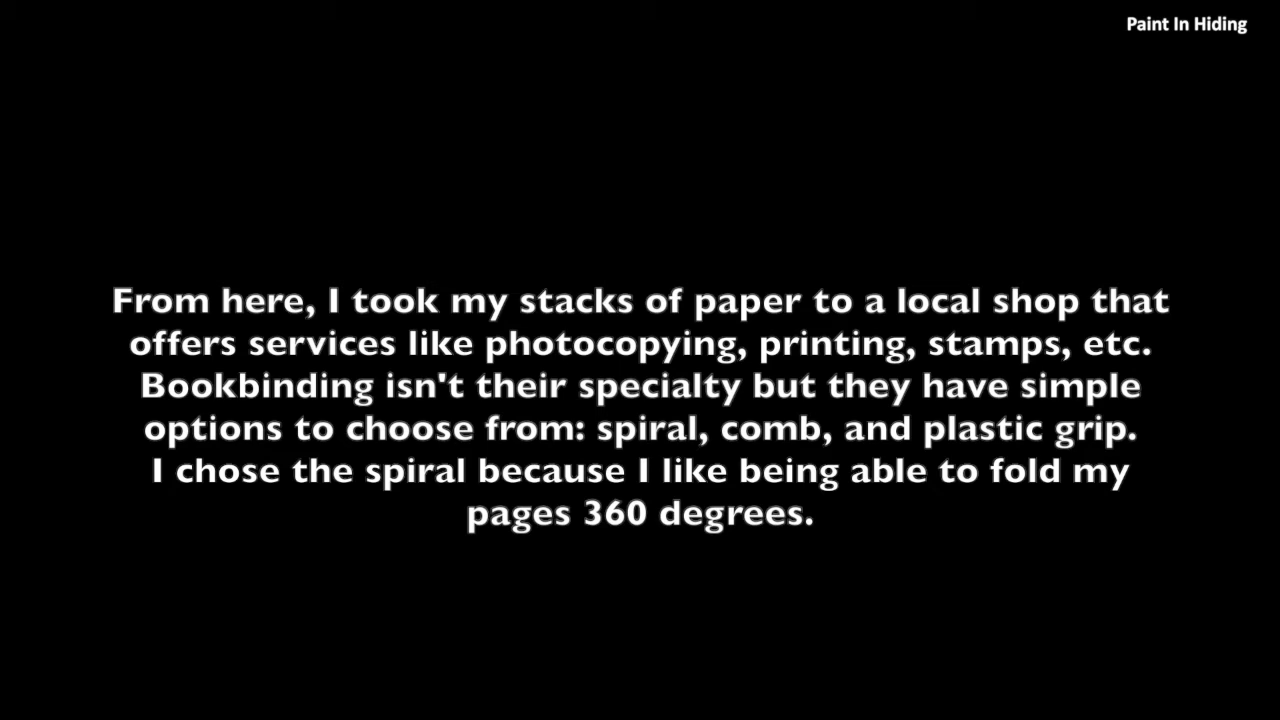 Paint In Hiding
From here, I took my stacks of paper to a local shop that
offers services like photocopying, printing, stamps, etc.
Bookbinding isn't their specialty but they have simple
options to choose from: spiral, comb, and plastic grip.
I chose the spiral because I like being able to fold my
pages 360 degrees.